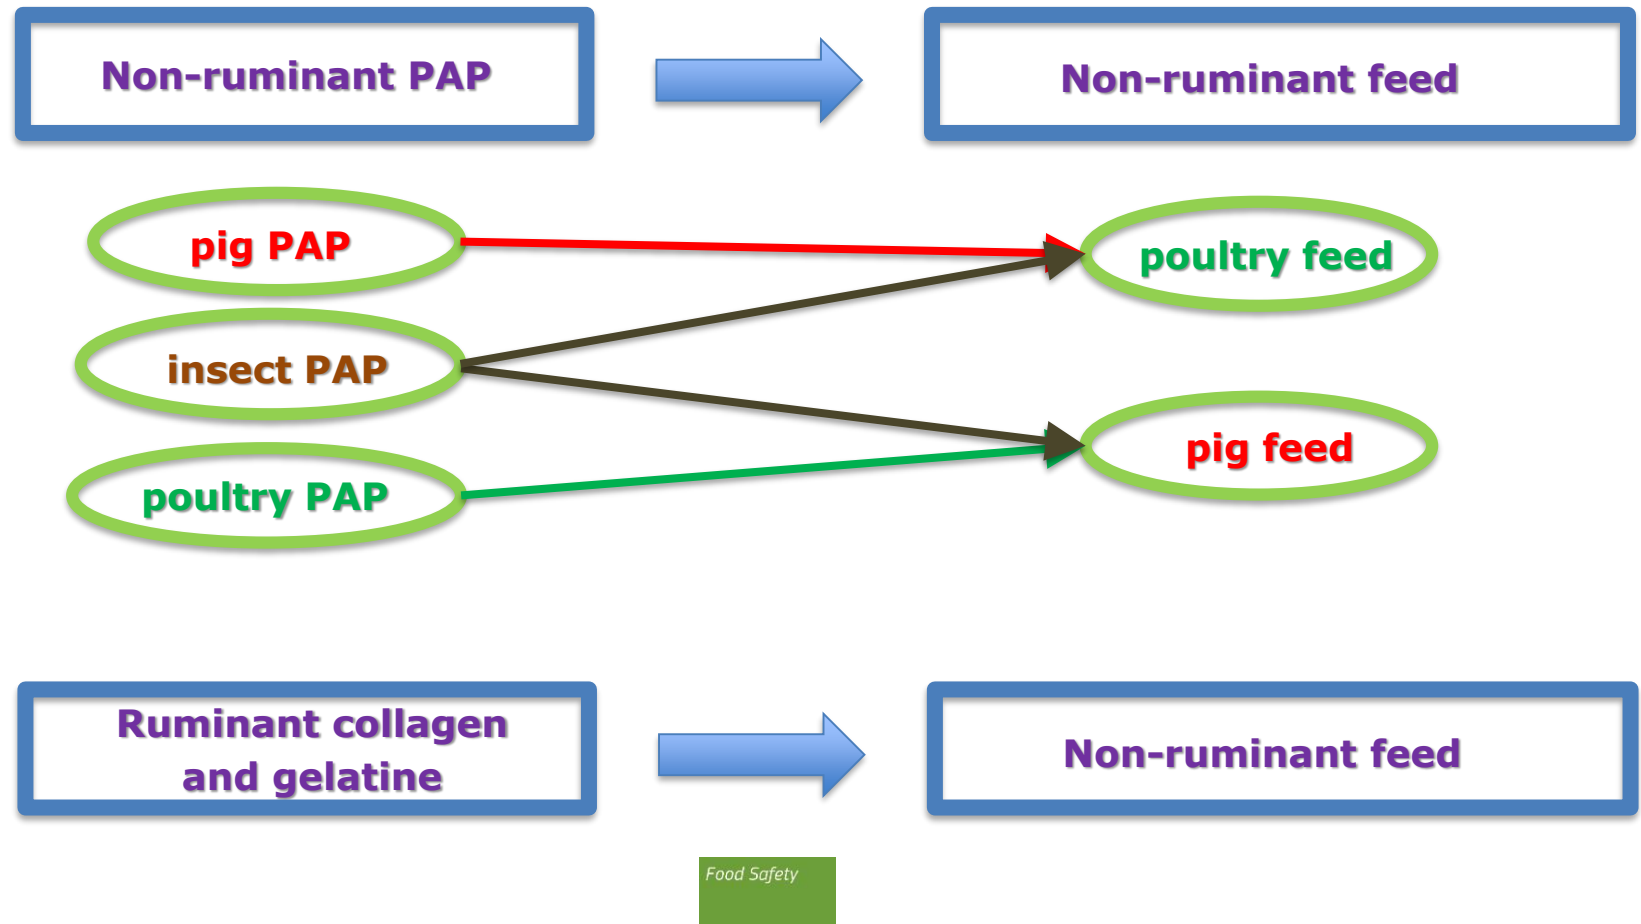 Non-ruminant PAP
Non-ruminant feed
pig PAP
poultry feed
insect PAP
pig feed
poultry PAP
Ruminant collagen
and gelatine
Non-ruminant feed
Food Safety